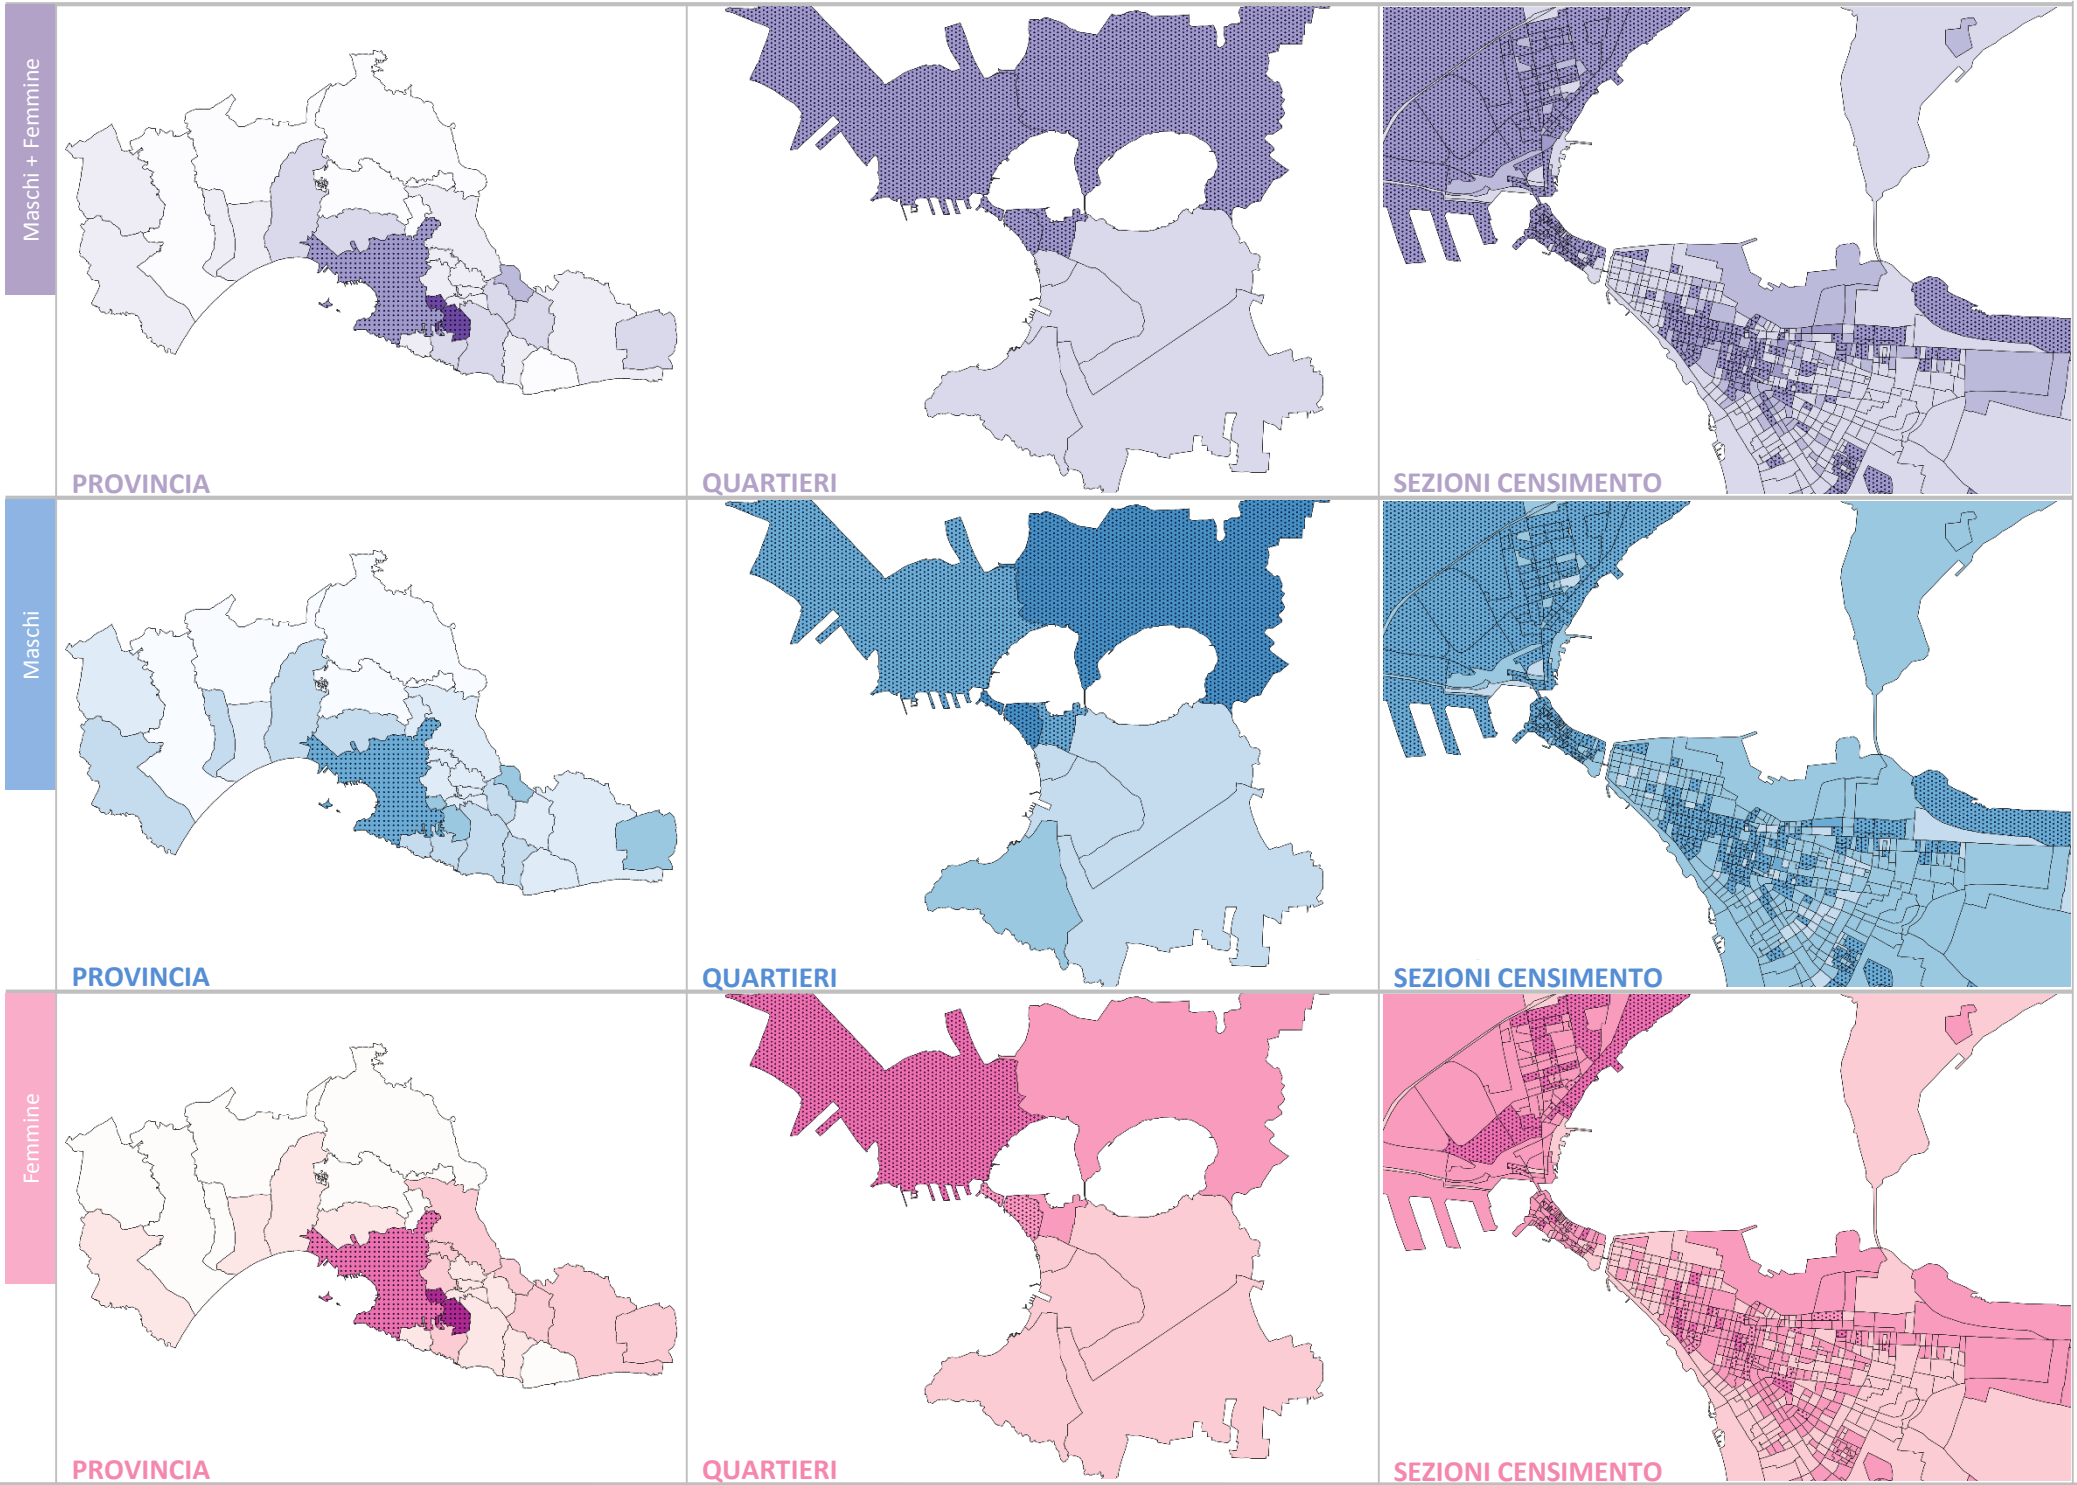 Maschi + Femmine
PROVINCIA
QUARTIERI
SEZIONI CENSIMENTO
Maschi
PROVINCIA
QUARTIERI
SEZIONI CENSIMENTO
Femmine
PROVINCIA
QUARTIERI
SEZIONI CENSIMENTO